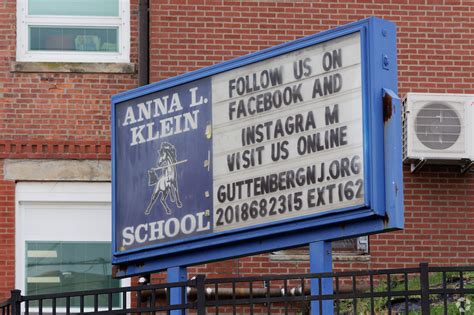 ANNA L.
KLEIN
SCHOOL
FOLLOW US ON
FACEBOOK AND
INSTAGRA M
VISIT US ONLINE
GUTTENBERGNJ.ORG
2018682315 EXT162